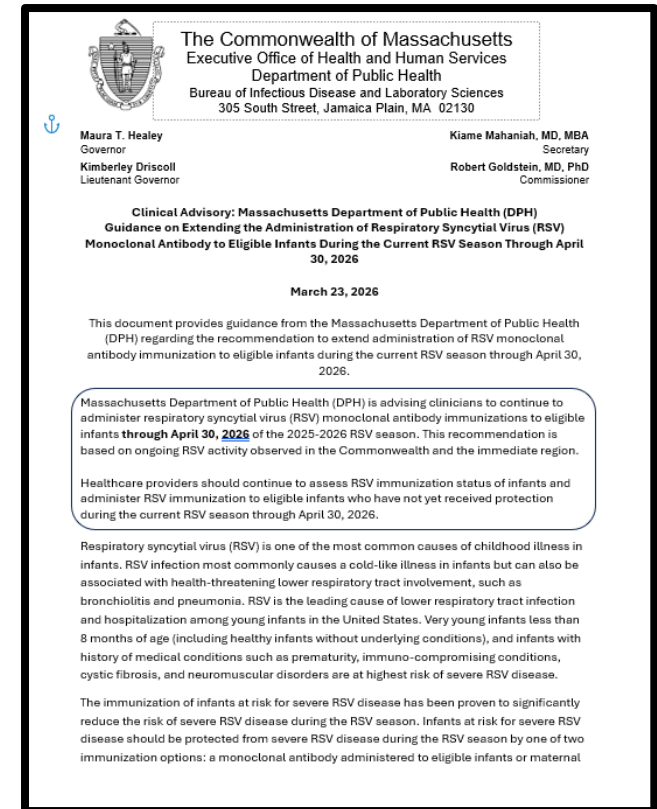 The Commonwealth of Massachusetts
Executive Office of Health and Human Services
Department of Public Health
Bureau of Infectious Disease and Laboratory Sciences
305 South Street, Jamaica Plain, MA 02130
Maura T. Healey
Governor
Kimberley Driscoll
Lieutenant Governor
Kiame Mahaniah, MD, MBA
Secretary
Robert Goldstein, MD, PhD
Commissioner
Clinical Advisory: Massachusetts Department of Public Health (DPH)
Guidance on Extending the Administration of Respiratory Syncytial Virus (RSV)
Monoclonal Antibody to Eligible Infants During the Current RSV Season Through April
30, 2026
March 23, 2026
This document provides guidance from the Massachusetts Department of Public Health
(DPH) regarding the recommendation to extend administration of RSV monoclonal
antibody immunization to eligible infants during the current RSV season through April 30,
2026.
Massachusetts Department of Public Health (DPH) is advising clinicians to continue to
administer respiratory syncytial virus (RSV) monoclonal antibody immunizations to eligible
infants through April 30, 2026 of the 2025-2026 RSV season. This recommendation is
based on ongoing RSV activity observed in the Commonwealth and the immediate region.
Healthcare providers should continue to assess RSV immunization status of infants and
administer RSV immunization to eligible infants who have not yet received protection
during the current RSV season through April 30, 2026.
Respiratory syncytial virus (RSV) is one of the most common causes of childhood illness in
infants. RSV infection most commonly causes a cold-like illness in infants but can also be
associated with health-threatening lower respiratory tract involvement, such as
bronchiolitis and pneumonia. RSV is the leading cause of lower respiratory tract infection
and hospitalization among young infants in the United States. Very young infants less than
8 months of age (including healthy infants without underlying conditions), and infants with
history of medical conditions such as prematurity, immuno-compromising conditions,
cystic fibrosis, and neuromuscular disorders are at highest risk of severe RSV disease.
The immunization of infants at risk for severe RSV disease has been proven to significantly
reduce the risk of severe RSV disease during the RSV season. Infants at risk for severe RSV
disease should be protected from severe RSV disease during the RSV season by one of two
immunization options: a monoclonal antibody administered to eligible infants or maternal